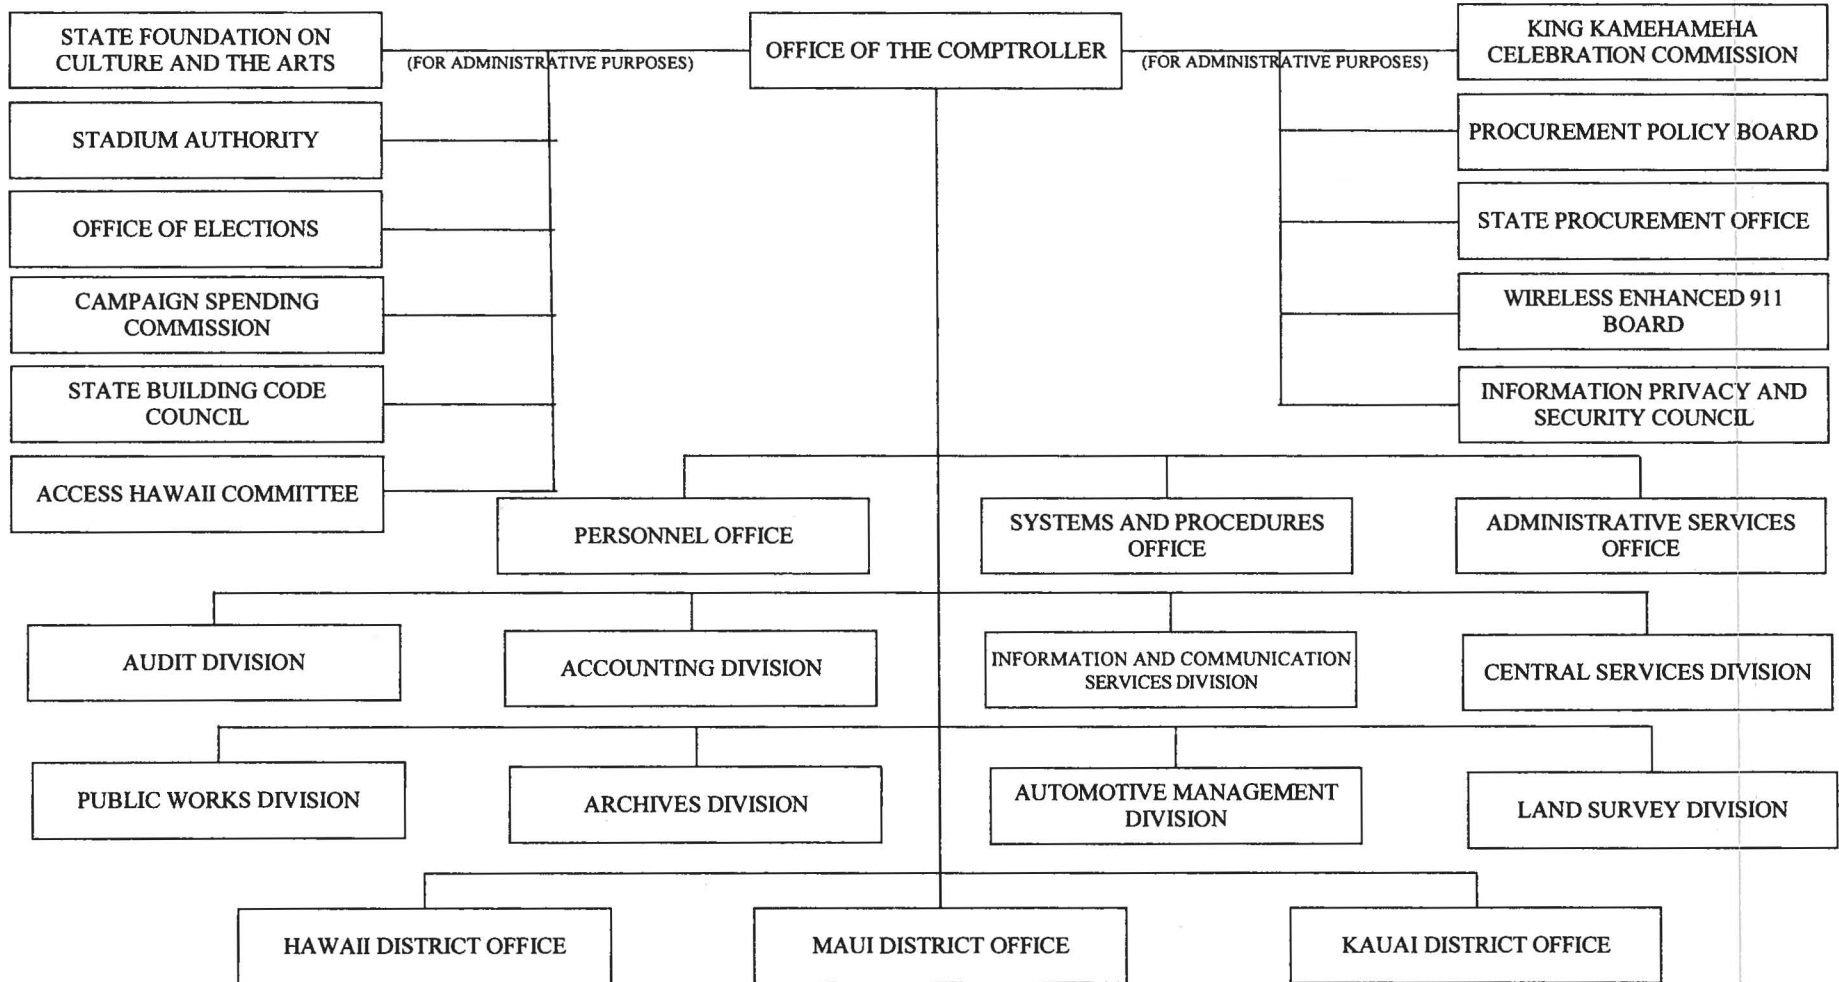 STATE FOUNDATION ON
CULTURE AND THE ARTS
(FOR ADMINISTRATIVE PURPOSES)
OFFICE OF THE COMPTROLLER
(FOR ADMINISTRATIVE PURPOSES)
KING KAMEHAMEHA
CELEBRATION COMMISSION
STADIUM AUTHORITY
PROCUREMENT POLICY BOARD
OFFICE OF ELECTIONS
STATE PROCUREMENT OFFICE
CAMPAIGN SPENDING
COMMISSION
WIRELESS ENHANCED 911
BOARD
STATE BUILDING CODE
COUNCIL
INFORMATION PRIVACY AND
SECURITY COUNCIL
ACCESS HAWAII COMMITTEE
PERSONNEL OFFICE
SYSTEMS AND PROCEDURES
OFFICE
ADMINISTRATIVE SERVICES
OFFICE
AUDIT DIVISION
ACCOUNTING DIVISION
INFORMATION AND COMMUNICATION
SERVICES DIVISION
CENTRAL SERVICES DIVISION
PUBLIC WORKS DIVISION
ARCHIVES DIVISION
AUTOMOTIVE MANAGEMENT
DIVISION
LAND SURVEY DIVISION
HAWAII DISTRICT OFFICE
MAUI DISTRICT OFFICE
KAUAI DISTRICT OFFICE